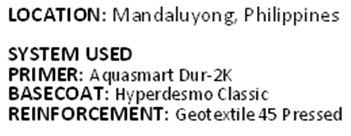 LOCATION: Mandaluyong, Philippines
SYSTEM USED
PRIMER: Aquasmart Dur-2K
BASECOAT: Hyperdesmo Classic
REINFORCEMENT: Geotextile 45 Pressed